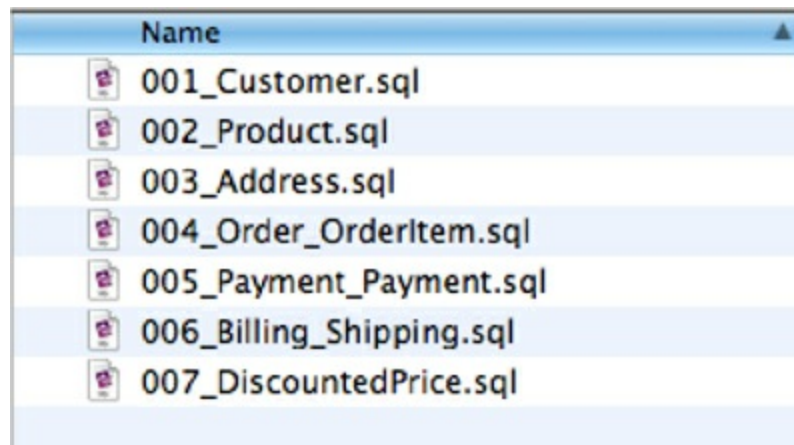 Name
001_Customer.sql
002_Product.sql
003_Address.sql
004_Order_OrderItem.sql
005_Payment_Payment.sql
006_Billing_Shipping.sql
007_DiscountedPrice.sql